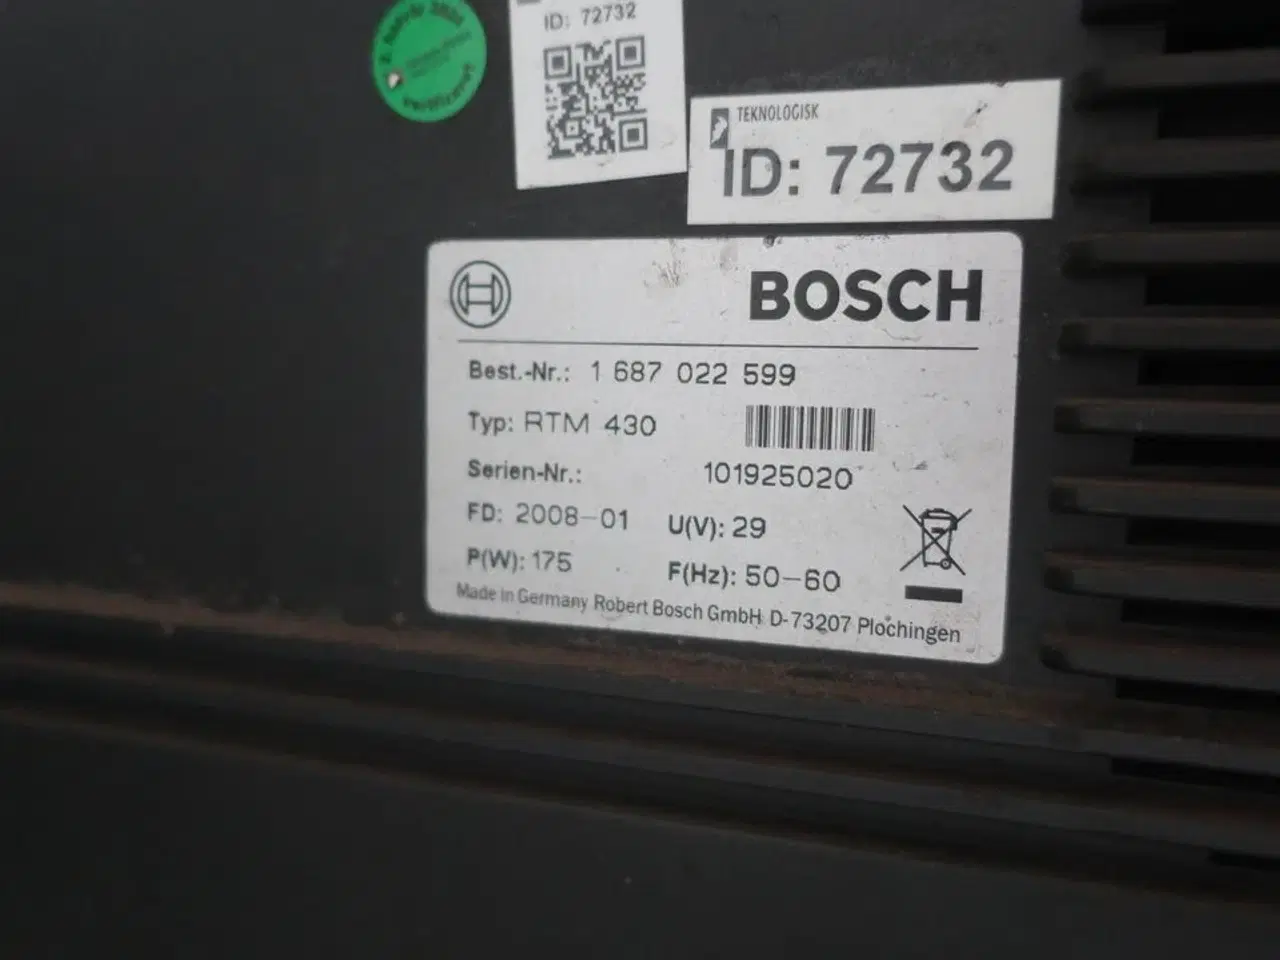 ID: 72732
TEKNOLOGISK
ID: 72732
BOSCH
Best.-Nr.: 1 687 022 599
Typ: RTM 430
Serien-Nr.: 101925020
FD: 2008-01 U(V): 29
P(W): 175 F(Hz): 50-60
Made in Germany Robert Bosch GmbH D-73207 Plochingen